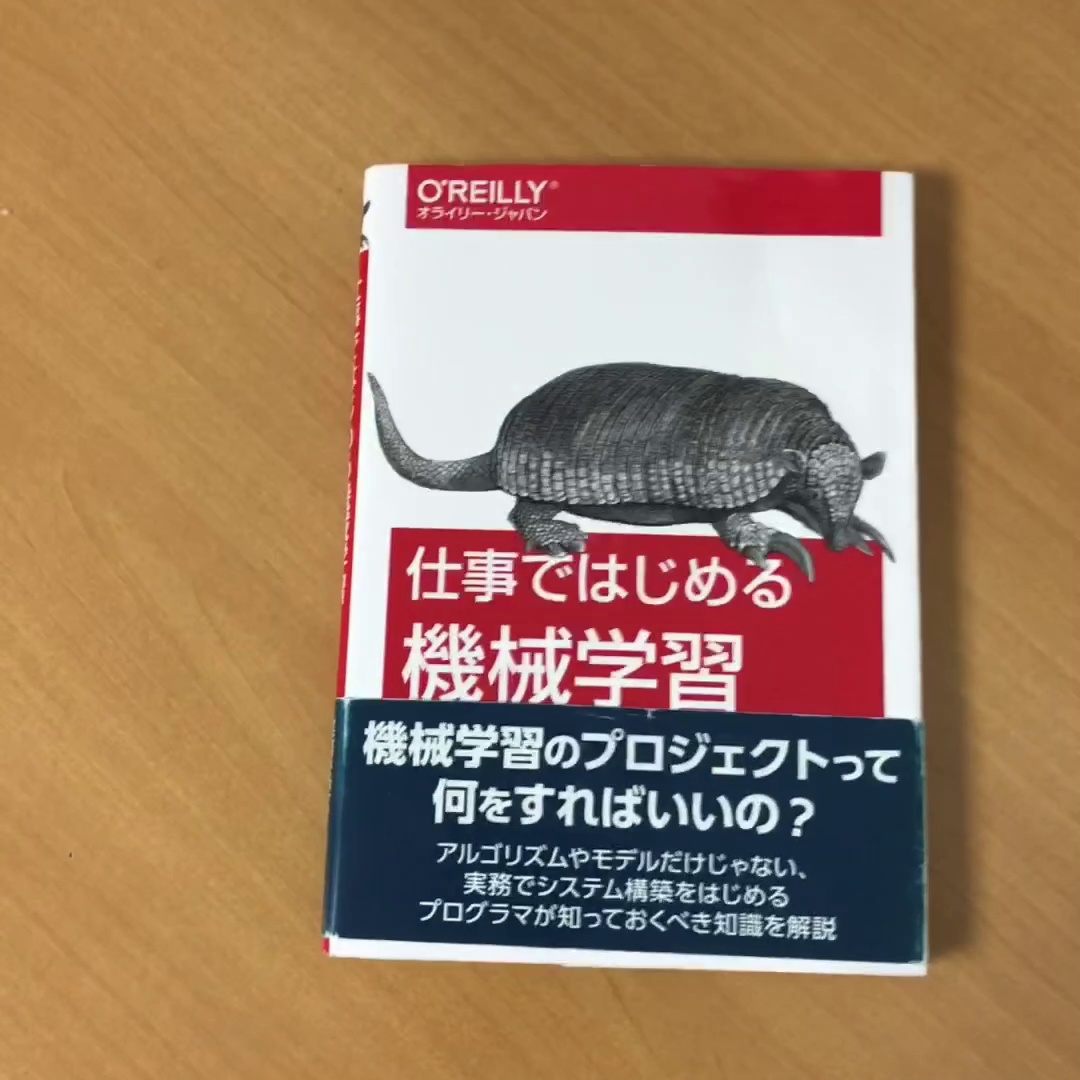 O'REILLY®
オライリー・ジャパン
仕事ではじめる
機械学習
機械学習のプロジェクトって
何をすればいいの?
アルゴリズムやモデルだけじゃない、
実務でシステム構築をはじめる
プログラマが知っておくべき知識を解説